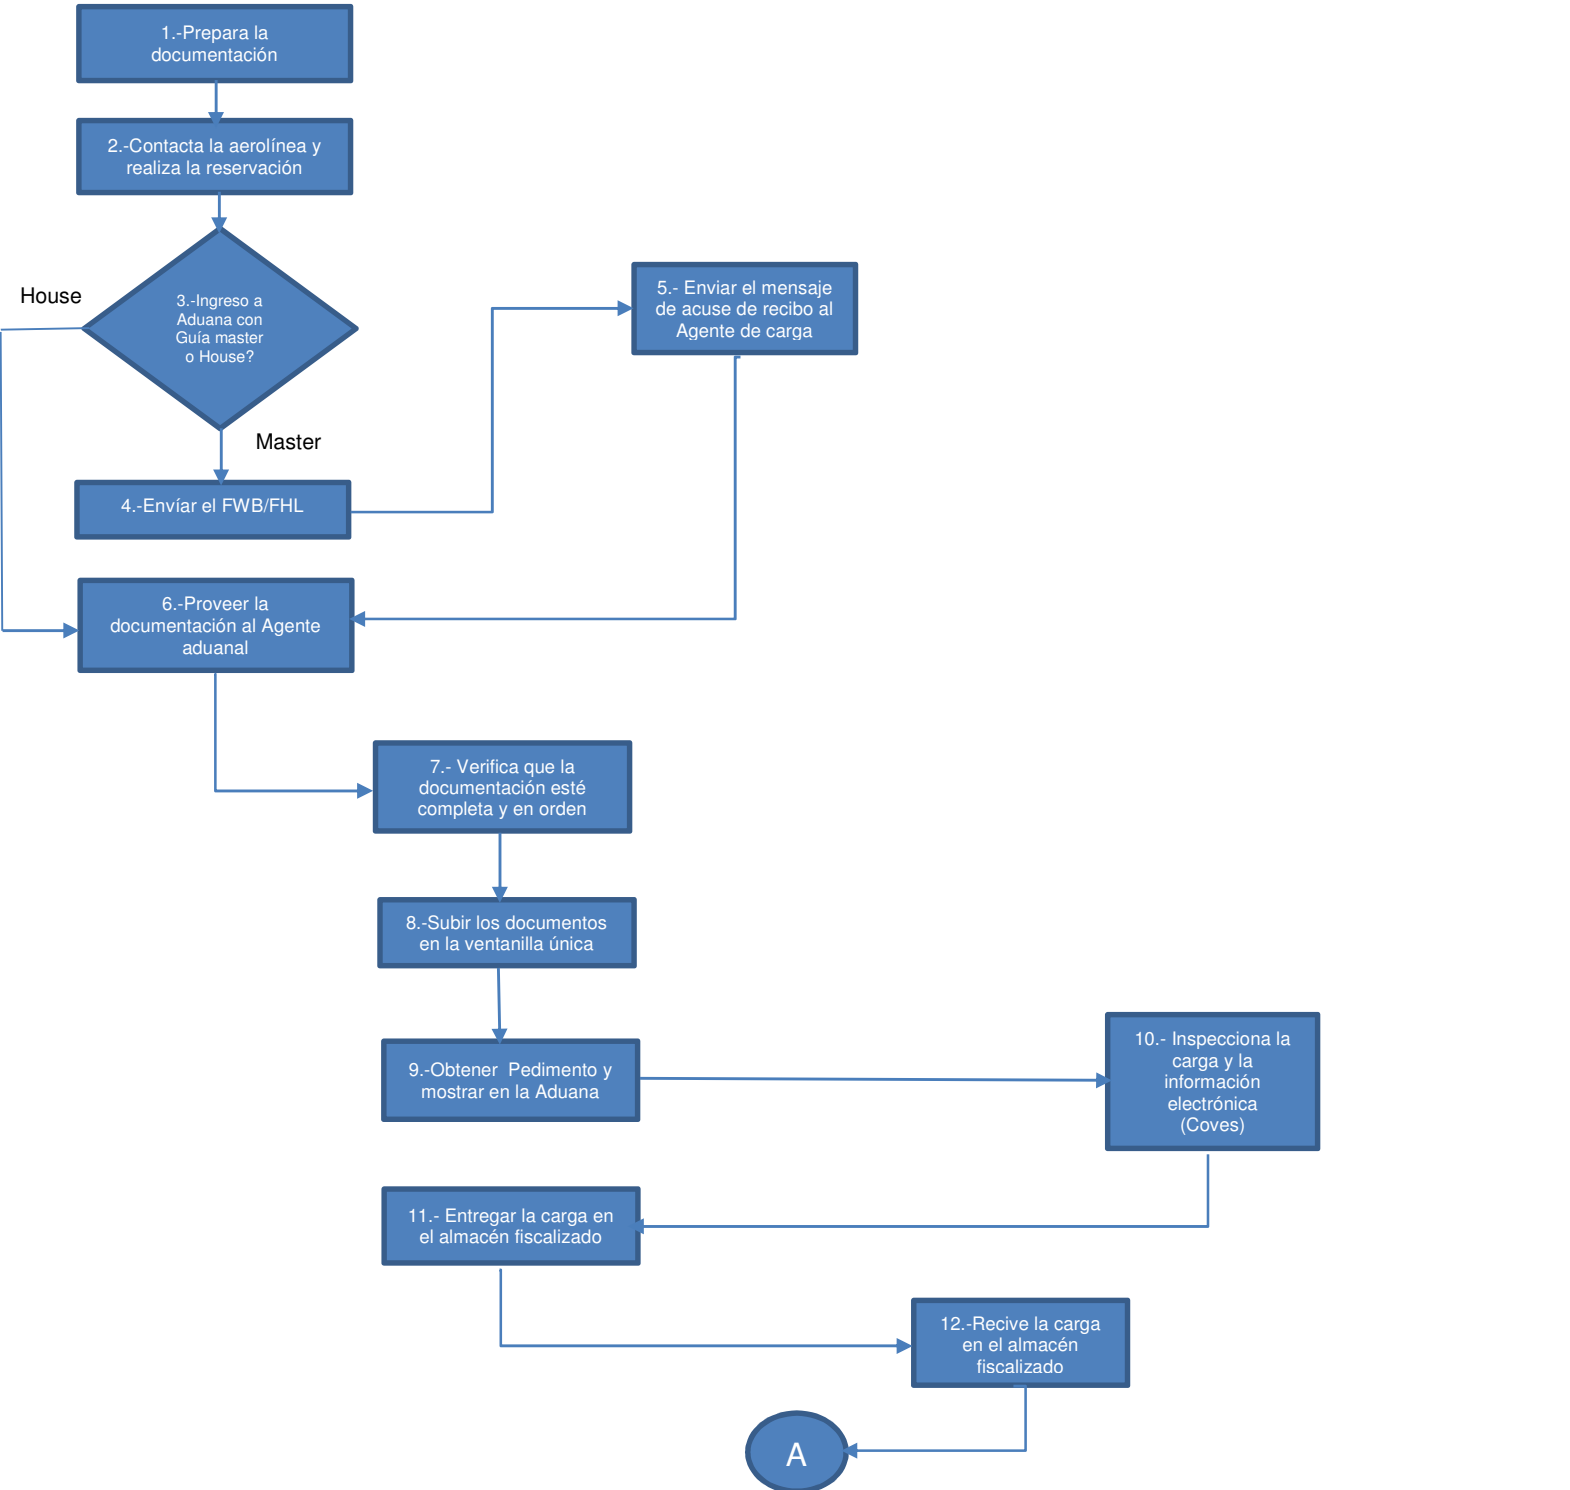 1.-Prepara la
documentación
2.-Contacta la aerolínea y
realiza la reservación
House
3.-Ingreso a
Aduana con
Guía master
o House?
Master
4.-Envíar el FWB/FHL
5.- Enviar el mensaje
de acuse de recibo al
Agente de carga
6.-Proveer la
documentación al Agente
aduanal
7.- Verifica que la
documentación esté
completa y en orden
8.-Subir los documentos
en la ventanilla única
9.-Obtener  Pedimento y
mostrar en la Aduana
10.- Inspecciona la
carga y la
información
electrónica
(Coves)
11.- Entregar la carga en
el almacén fiscalizado
12.-Recive la carga
en el almacén
fiscalizado
A